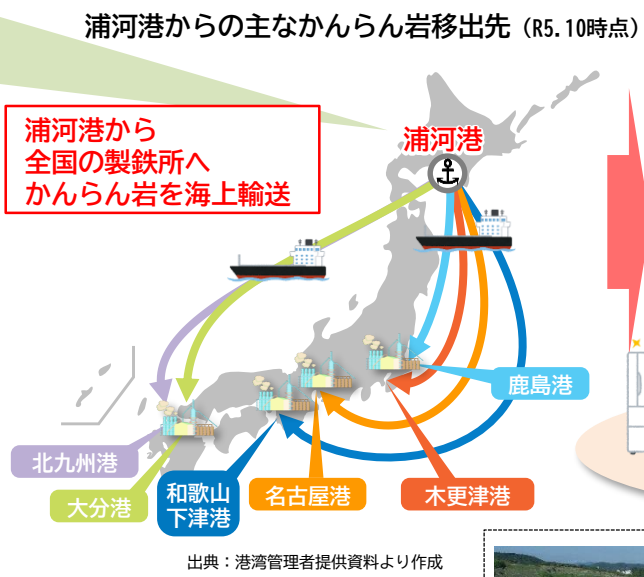 浦河港からの主なかんらん岩移出先（R5.10時点）
浦河港から
全国の製鉄所へ
かんらん岩を海上輸送
浦河港
鹿島港
北九州港
大分港
和歌山
下津港
名古屋港
木更津港
出典：港湾管理者提供資料より作成